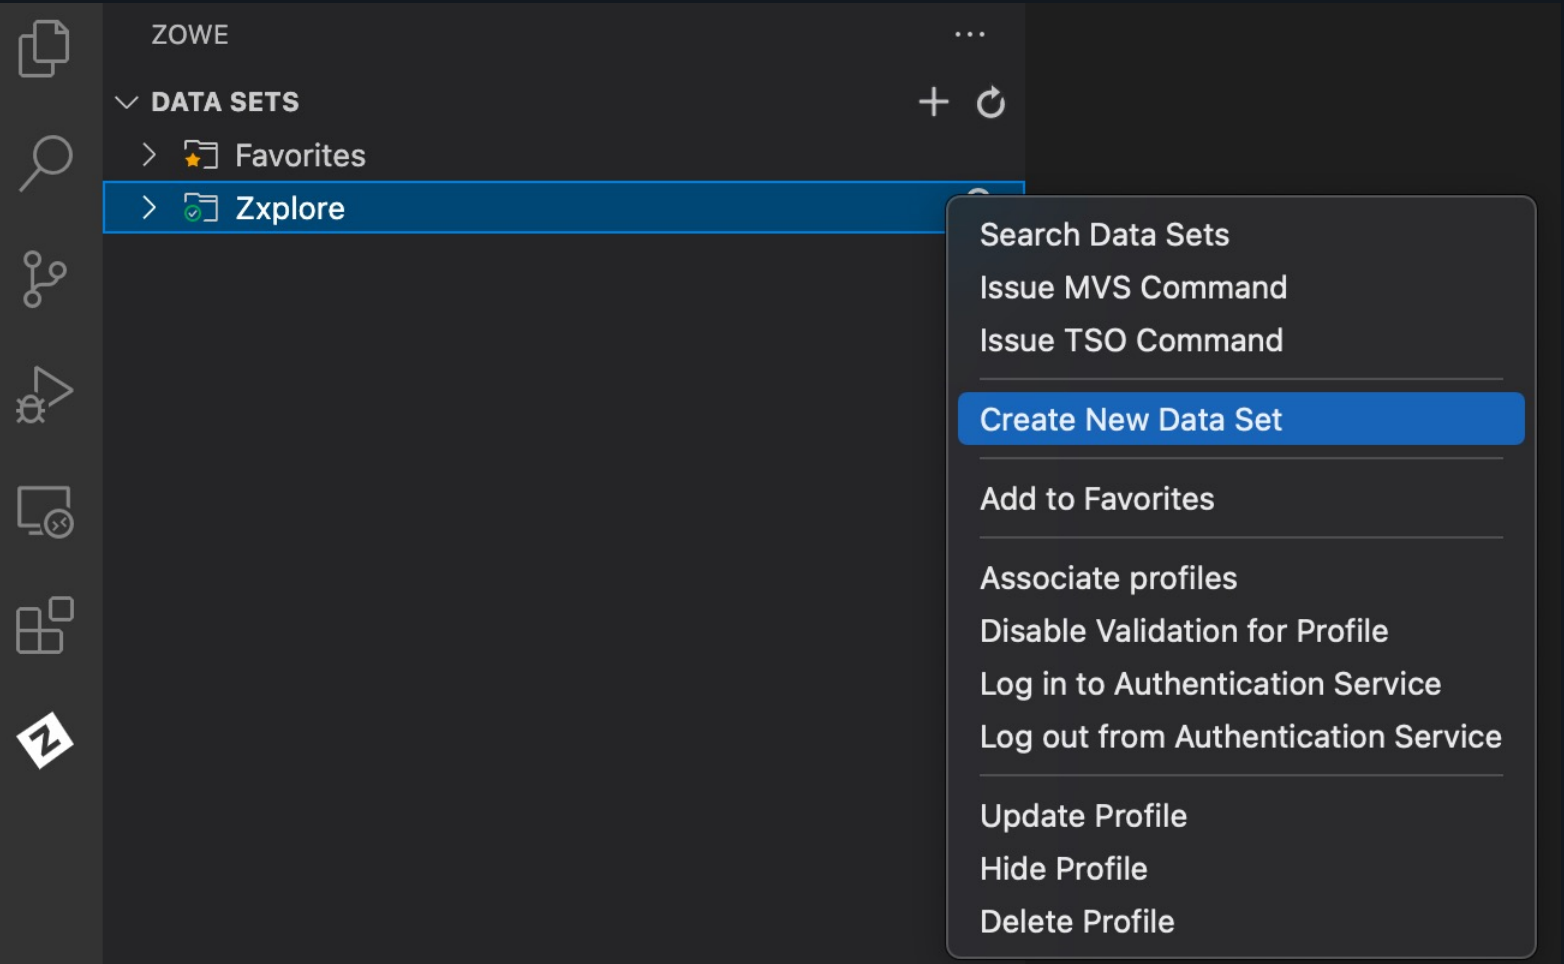 ZOWE
DATA SETS
Favorites
Zxplore
Search Data Sets
Issue MVS Command
Issue TSO Command
Create New Data Set
Add to Favorites
Associate profiles
Disable Validation for Profile
Log in to Authentication Service
Log out from Authentication Service
Update Profile
Hide Profile
Delete Profile
Z